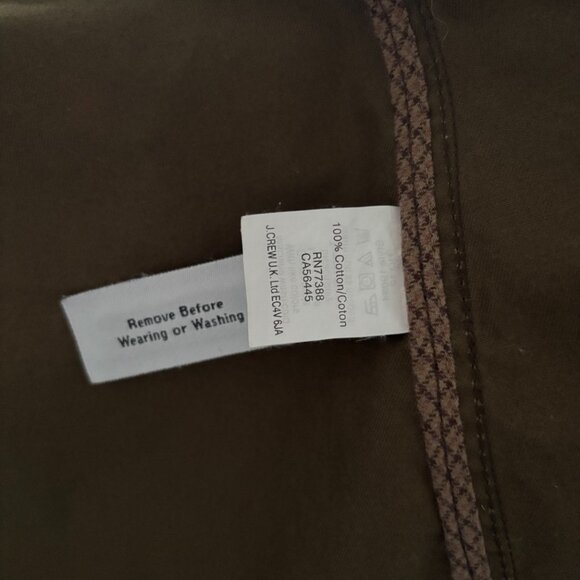 Remove Before
Wearing or Washing
100% Cotton/Coton
RN77388
CA56445
J.CREW U.K. Ltd EC4V 6JA